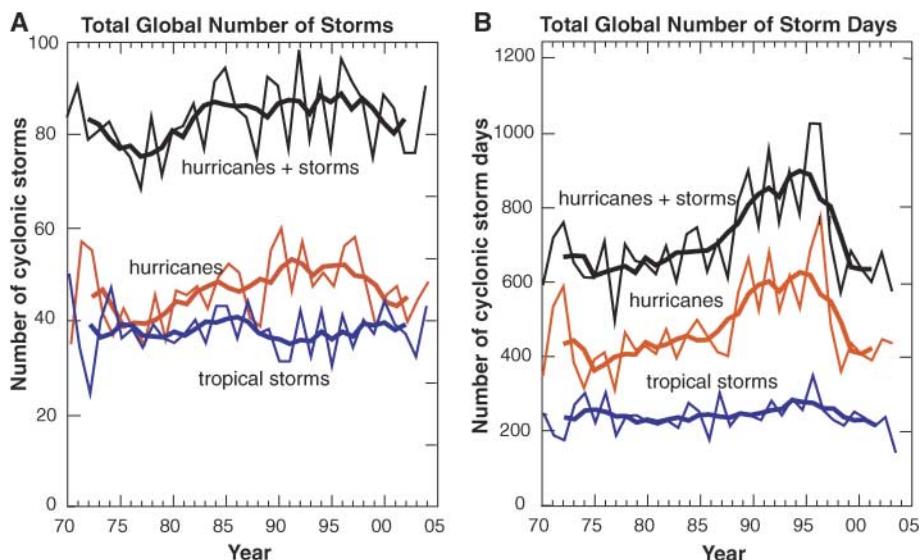 A Total Global Number of Storms
Number of cyclonic storms
100
80
60
40
20
0
hurricanes + storms
hurricanes
tropical storms
70 75 80 85 90 95 00 05
Year
B Total Global Number of Storm Days
Number of cyclonic storm days
1200
1000
800
600
400
200
0
hurricanes + storms
hurricanes
tropical storms
70 75 80 85 90 95 00 05
Year